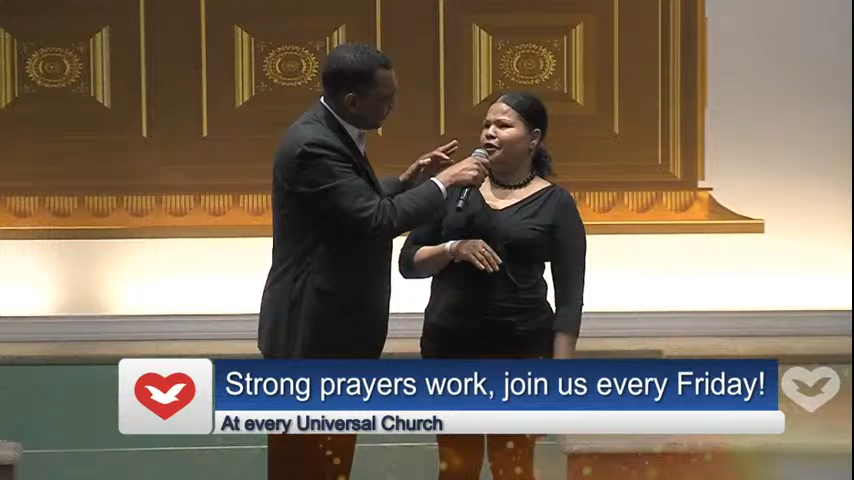 Strong prayers work, join us every Friday!
At every Universal Church